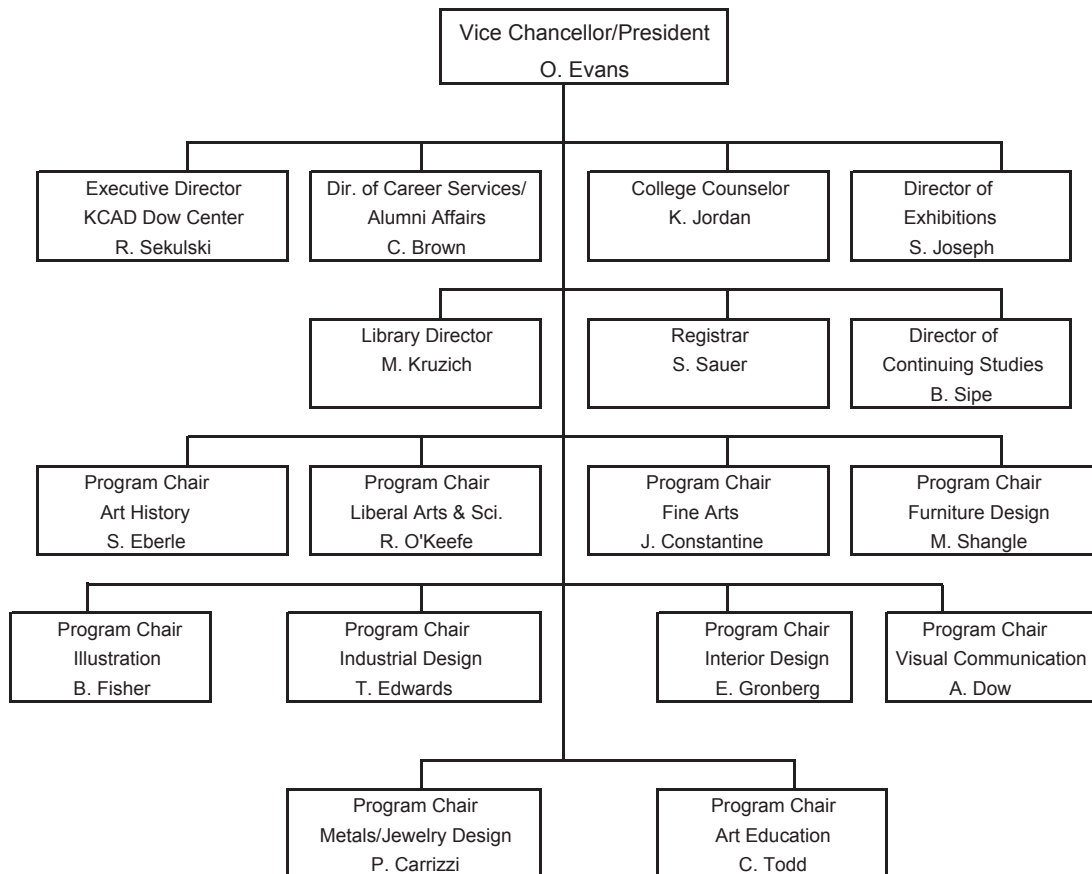 Vice Chancellor/President
O. Evans
Executive Director
KCAD Dow Center
R. Sekulski
Dir. of Career Services/
Alumni Affairs
C. Brown
College Counselor
K. Jordan
Director of
Exhibitions
S. Joseph
Library Director
M. Kruzich
Registrar
S. Sauer
Director of
Continuing Studies
B. Sipe
Program Chair
Art History
S. Eberle
Program Chair
Liberal Arts & Sci.
R. O'Keefe
Program Chair
Fine Arts
J. Constantine
Program Chair
Furniture Design
M. Shangle
Program Chair
Illustration
B. Fisher
Program Chair
Industrial Design
T. Edwards
Program Chair
Interior Design
E. Gronberg
Program Chair
Visual Communication
A. Dow
Program Chair
Metals/Jewelry Design
P. Carrizzi
Program Chair
Art Education
C. Todd